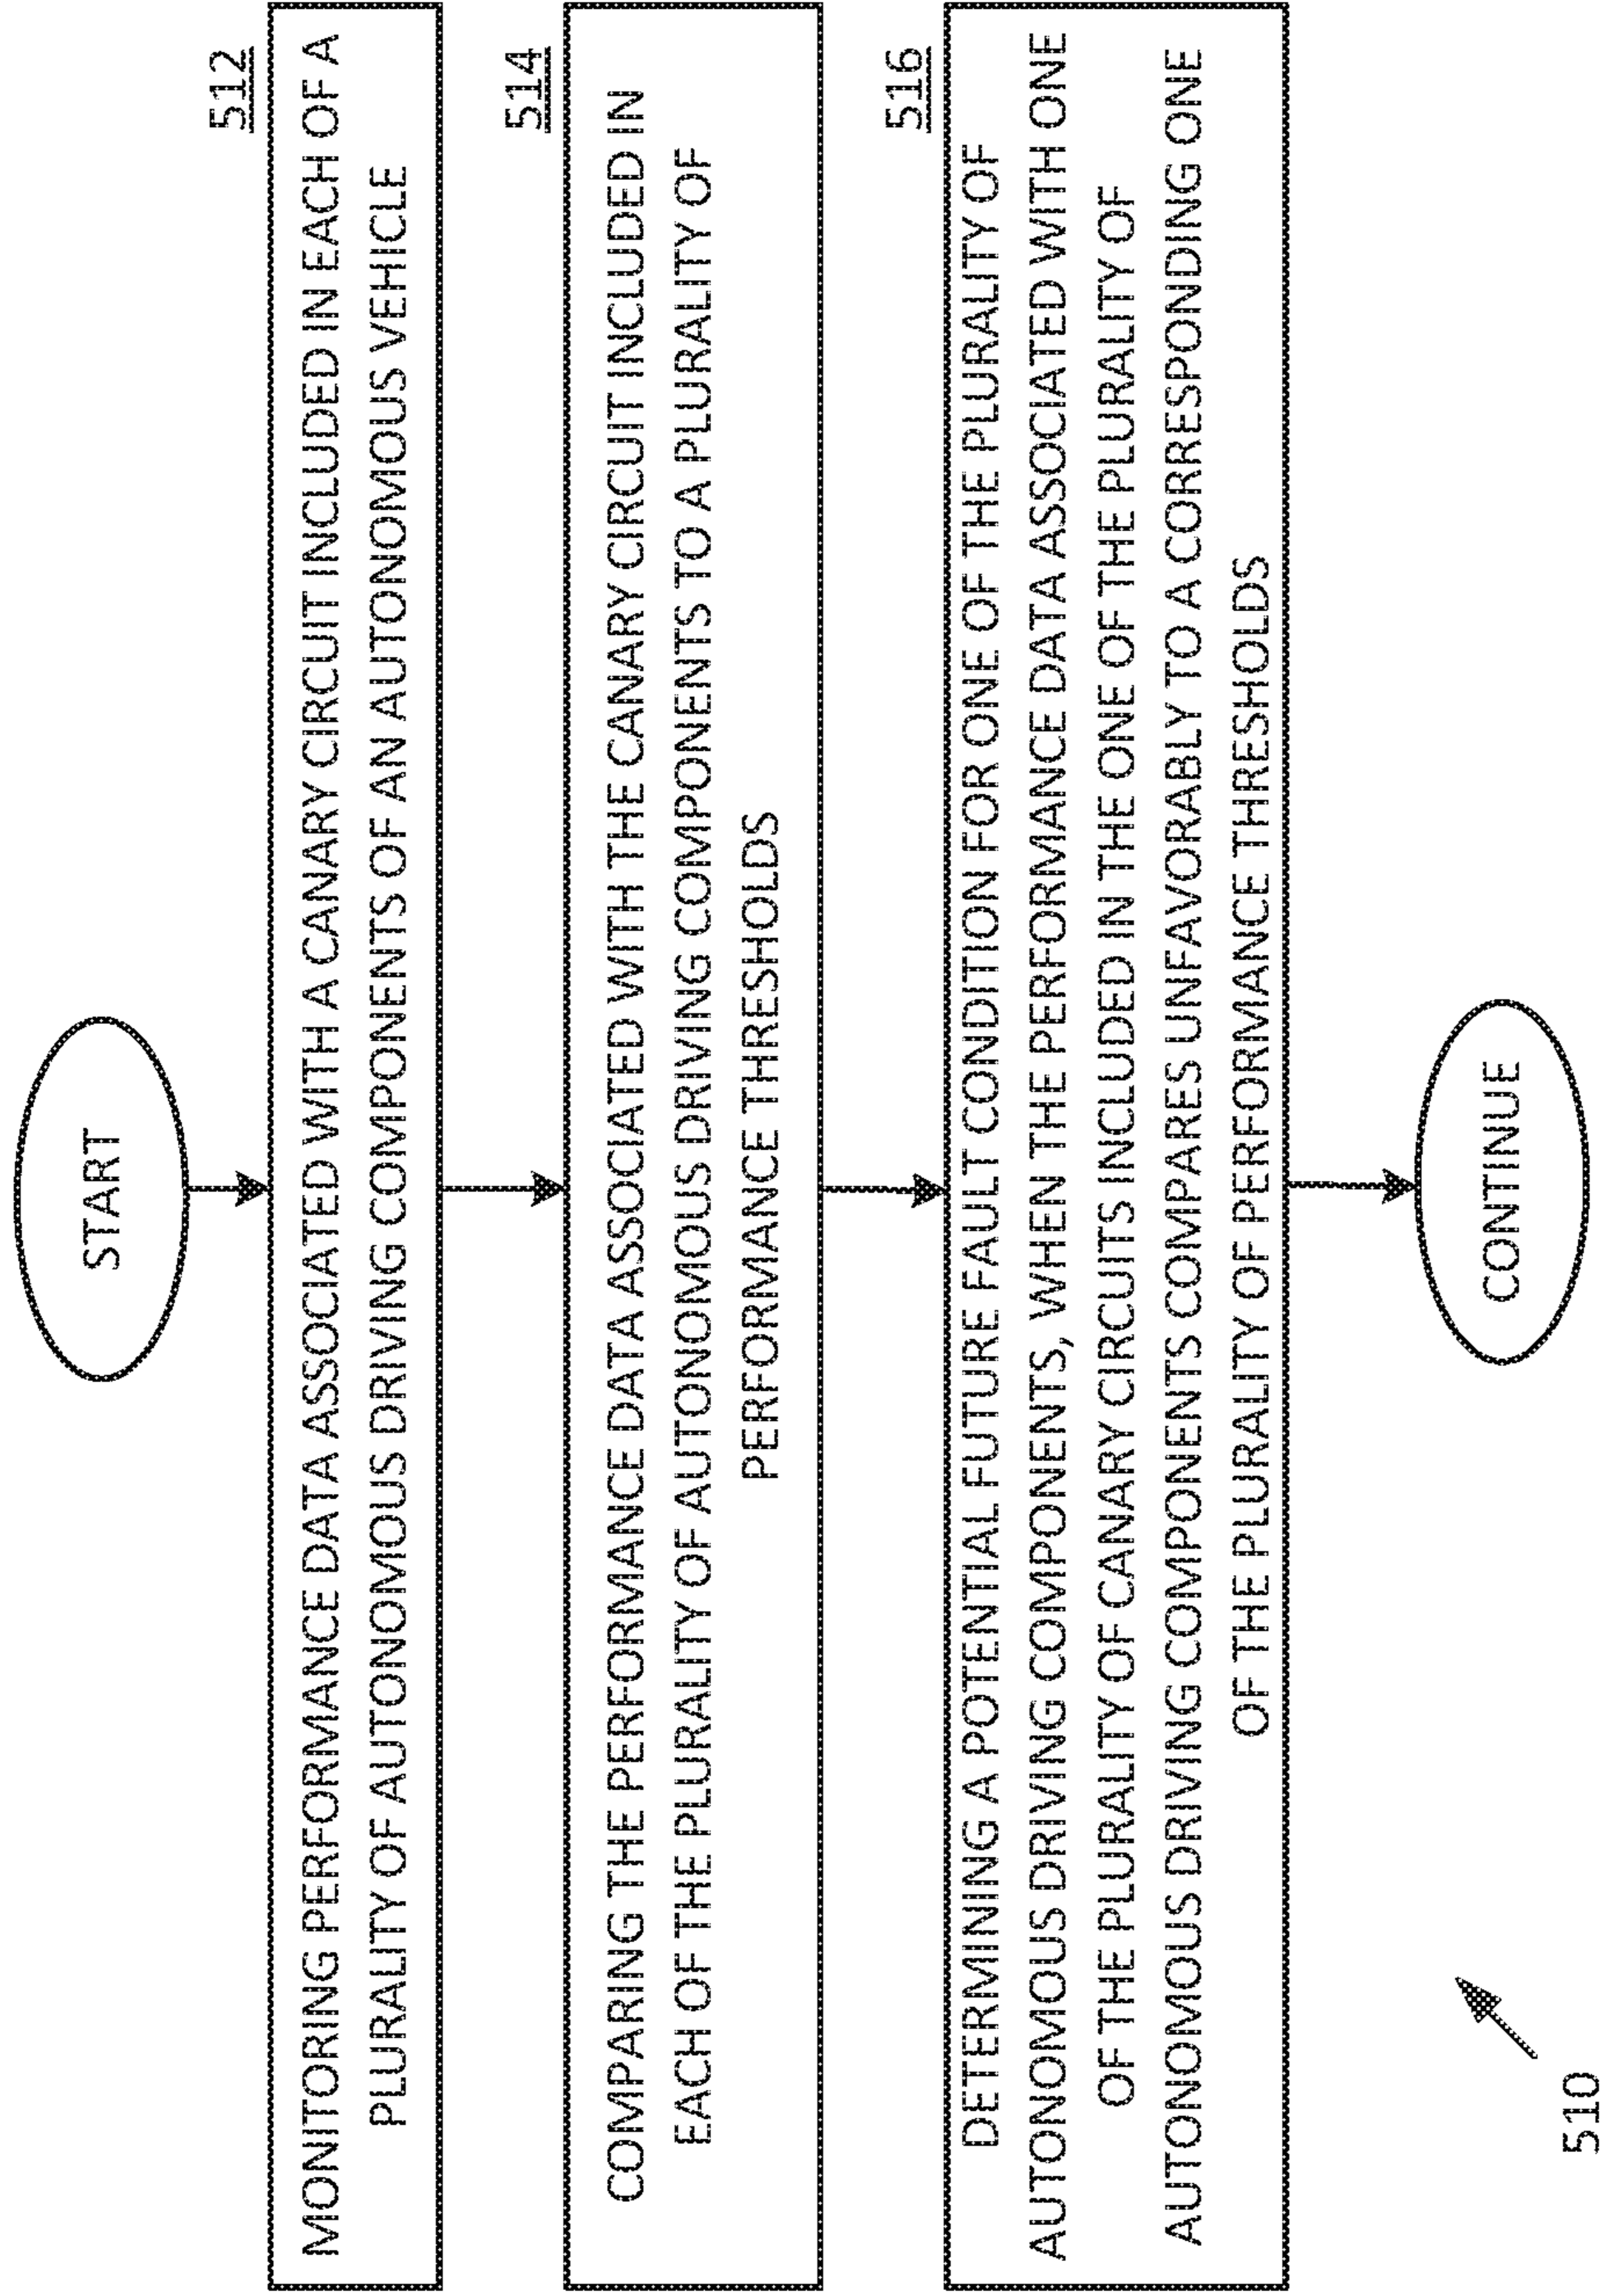 START
512
MONITORING PERFORMANCE DATA ASSOCIATED WITH A CANARY CIRCUIT INCLUDED IN EACH OF A
PLURALITY OF AUTONOMOUS DRIVING COMPONENTS OF AN AUTONOMOUS VEHICLE
514
COMPARING THE PERFORMANCE DATA ASSOCIATED WITH THE CANARY CIRCUIT INCLUDED IN
EACH OF THE PLURALITY OF AUTONOMOUS DRIVING COMPONENTS TO A PLURALITY OF
PERFORMANCE THRESHOLDS
516
DETERMINING A POTENTIAL FUTURE FAULT CONDITION FOR ONE OF THE PLURALITY OF
AUTONOMOUS DRIVING COMPONENTS, WHEN THE PERFORMANCE DATA ASSOCIATED WITH ONE
OF THE PLURALITY OF CANARY CIRCUITS INCLUDED IN THE ONE OF THE PLURALITY OF
AUTONOMOUS DRIVING COMPONENTS COMPARES UNFAVORABLY TO A CORRESPONDING ONE
OF THE PLURALITY OF PERFORMANCE THRESHOLDS
CONTINUE
510